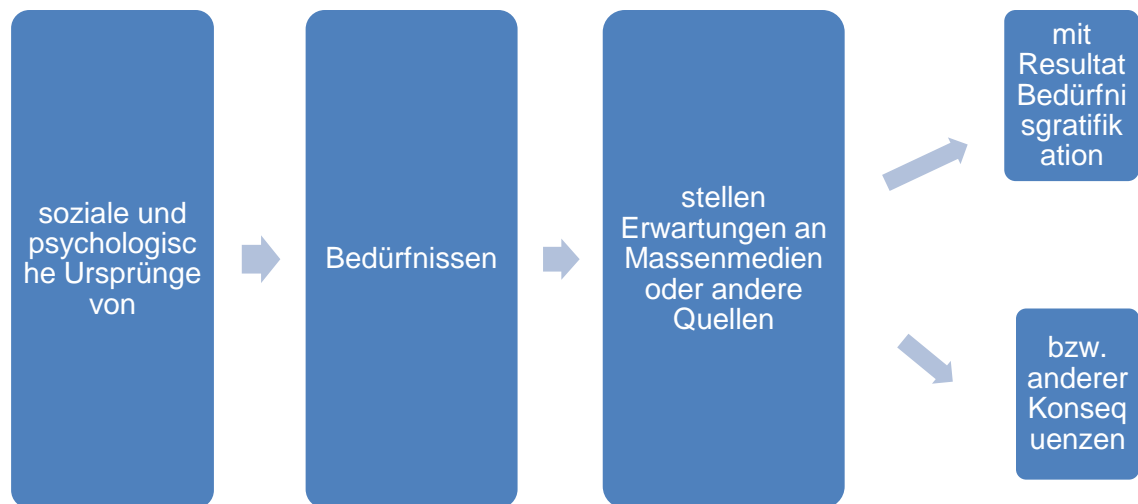 soziale und
psychologisc
he Ursprünge
von
Bedürfnissen
stellen
Erwartungen an
Massenmedien
oder andere
Quellen
mit
Resultat
Bedürfni
sgratifik
ation
bzw.
anderer
Konseq
uenzen